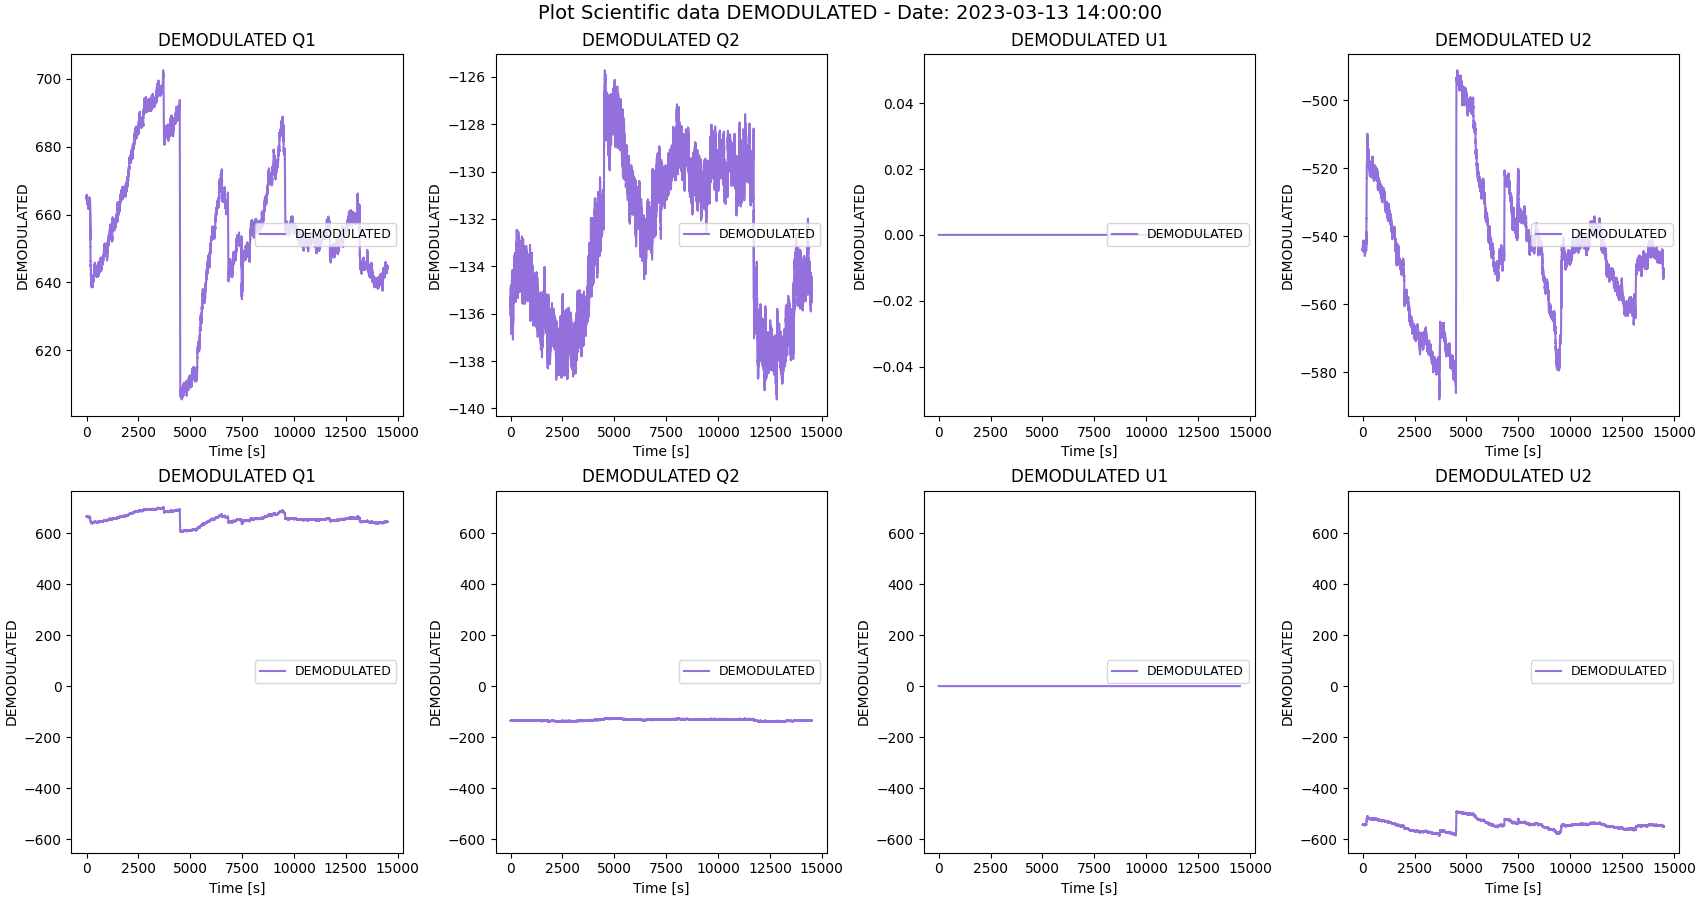 Plot Scientific data DEMODULATED - Date: 2023-03-13 14:00:00
DEMODULATED Q1
DEMODULATED
700
680
660
640
620
DEMODULATED
0 2500 5000 7500 10000 12500 15000
Time [s]
DEMODULATED Q2
DEMODULATED
−126
−128
−130
−132
−134
−136
−138
−140
DEMODULATED
0 2500 5000 7500 10000 12500 15000
Time [s]
DEMODULATED U1
DEMODULATED
0.04
0.02
0.00
−0.02
−0.04
DEMODULATED
0 2500 5000 7500 10000 12500 15000
Time [s]
DEMODULATED U2
DEMODULATED
−500
−520
−540
−560
−580
DEMODULATED
0 2500 5000 7500 10000 12500 15000
Time [s]
DEMODULATED Q1
DEMODULATED
600
400
200
0
−200
−400
−600
DEMODULATED
0 2500 5000 7500 10000 12500 15000
Time [s]
DEMODULATED Q2
DEMODULATED
600
400
200
0
−200
−400
−600
DEMODULATED
0 2500 5000 7500 10000 12500 15000
Time [s]
DEMODULATED U1
DEMODULATED
600
400
200
0
−200
−400
−600
DEMODULATED
0 2500 5000 7500 10000 12500 15000
Time [s]
DEMODULATED U2
DEMODULATED
600
400
200
0
−200
−400
−600
DEMODULATED
0 2500 5000 7500 10000 12500 15000
Time [s]